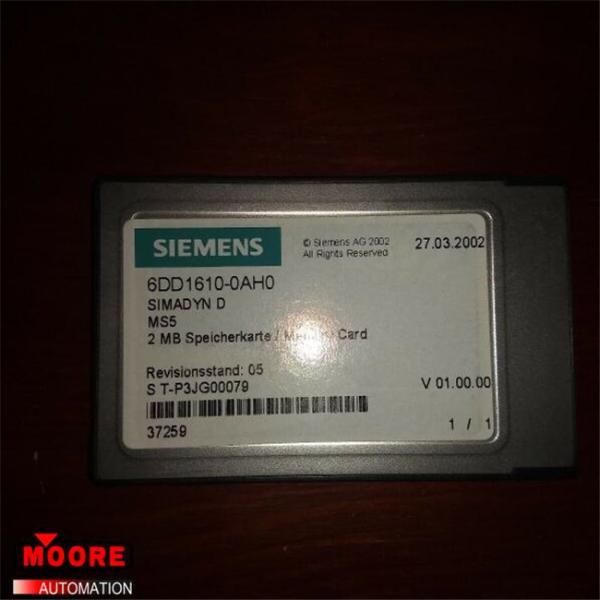 SIEMENS
© Siemens AG 2002
All Rights Reserved
27.03.2002
6DD1610-0AH0
SIMADYN D
MS5
2 MB Speicherkarte / Card
Revisionsstand: 05
S T-P3JG00079
V 01.00.00
37259
1 / 1
MOORE
AUTOMATION